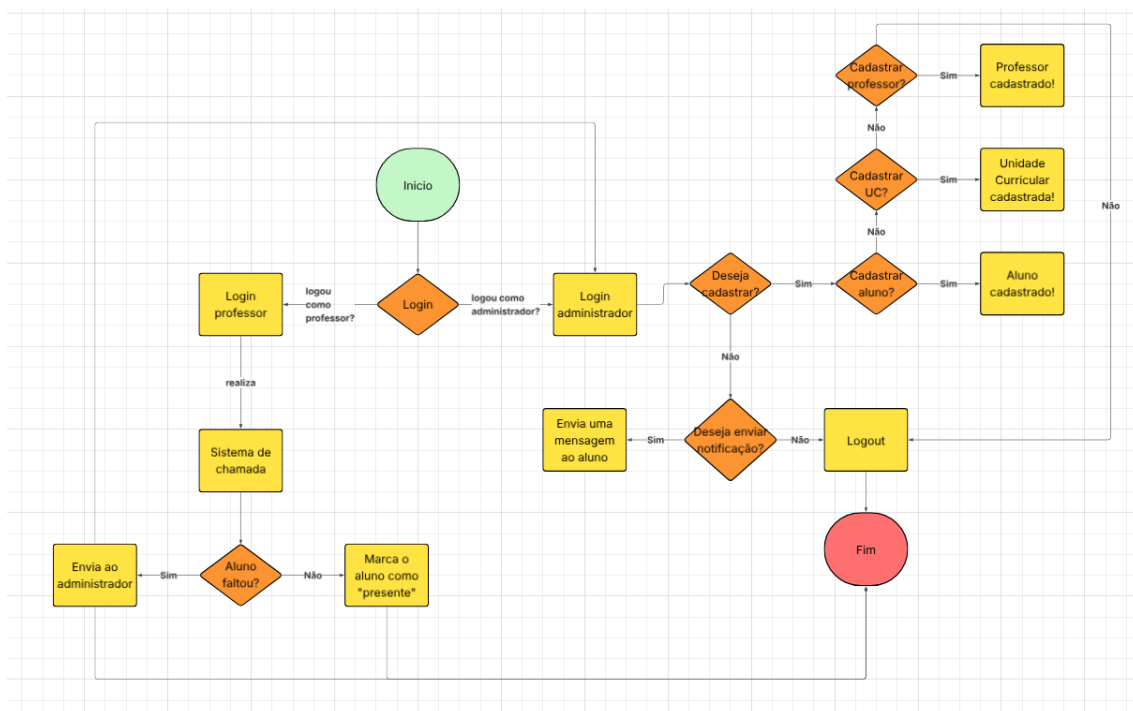 Cadastrar
professor?
Sim
Professor
cadastrado!
Não
Inicio
Cadastrar
UC?
Sim
Unidade
Curricular
cadastrada!
Não
Não
Login
professor
logou
como
professor?
Login
logou como
administrador?
Login
administrador
Deseja
cadastrar?
Sim
Cadastrar
aluno?
Sim
Aluno
cadastrado!
Não
realiza
Envia uma
mensagem
ao aluno
Sim
Deseja enviar
notificação?
Não
Logout
Sistema de
chamada
Fim
Envia ao
administrador
Sim
Aluno
faltou?
Não
Marca o
aluno como
"presente"